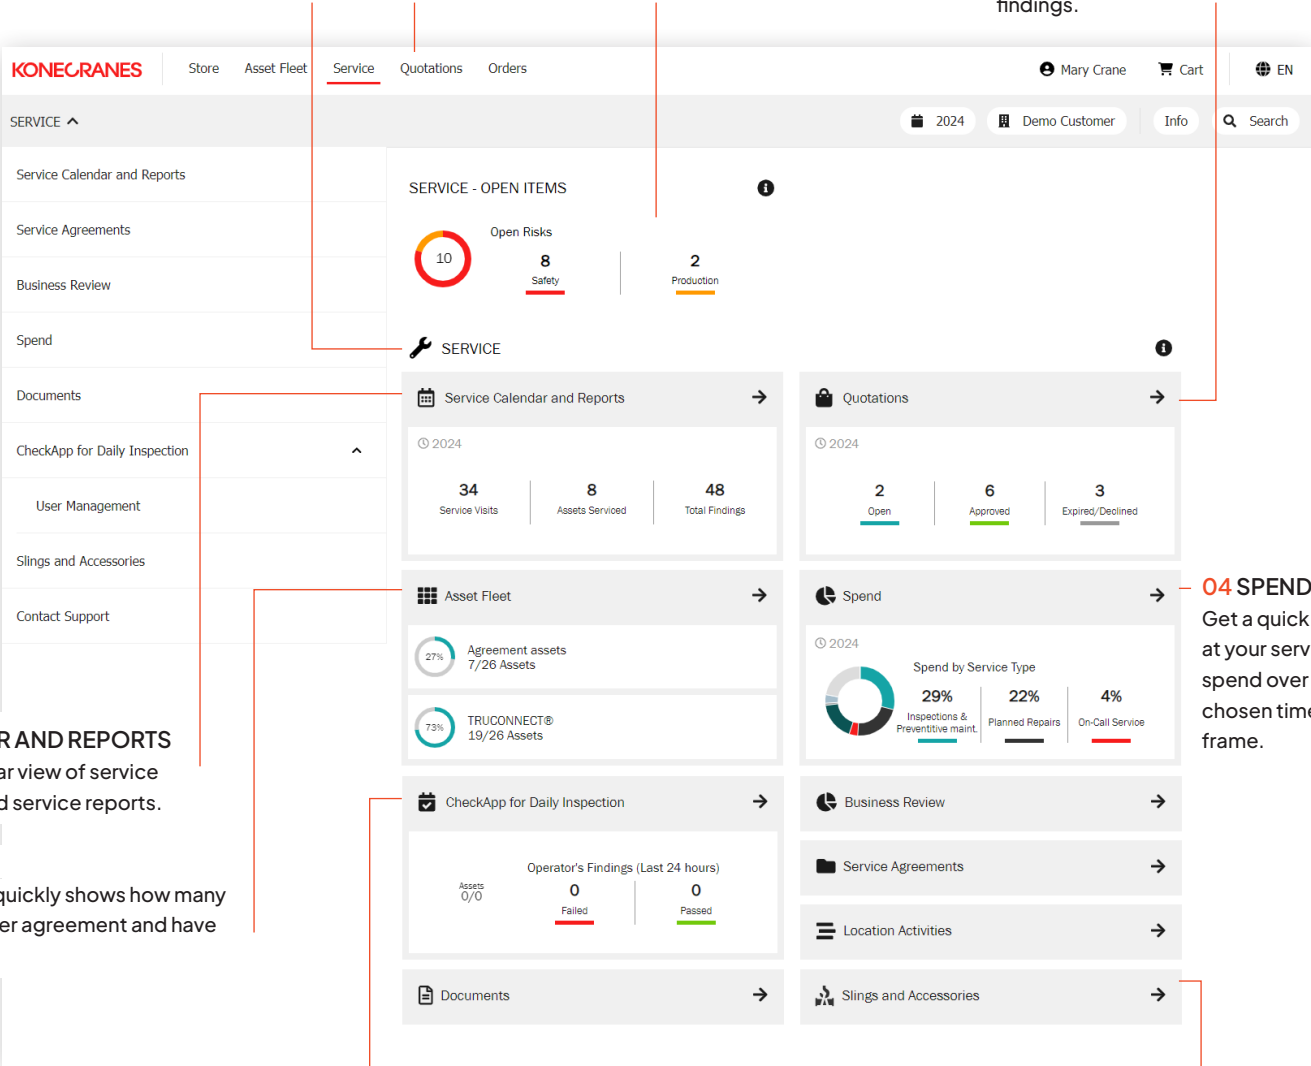 findings.
KONECRANES
Store
Asset Fleet
Service
Quotations
Orders
Mary Crane
Cart
EN
SERVICE
2024
Demo Customer
Info
Search
Service Calendar and Reports
Service Agreements
Business Review
Spend
Documents
CheckApp for Daily Inspection
User Management
Slings and Accessories
Contact Support
SERVICE - OPEN ITEMS
10
Open Risks
8
Safety
2
Production
SERVICE
Service Calendar and Reports
2024
34
Service Visits
8
Assets Serviced
48
Total Findings
Quotations
2024
2
Open
6
Approved
3
Expired/Declined
Asset Fleet
27%
Agreement assets
7/26 Assets
73%
TRUCONNECT®
19/26 Assets
Spend
2024
Spend by Service Type
29%
Inspections &
Preventitive maint.
22%
Planned Repairs
4%
On-Call Service
04 SPEND
Get a quick
at your serv
spend over
chosen time
frame.
R AND REPORTS
ar view of service
d service reports.
quickly shows how many
er agreement and have
CheckApp for Daily Inspection
Assets
0/0
Operator's Findings (Last 24 hours)
0
Failed
0
Passed
Business Review
Service Agreements
Location Activities
Documents
Slings and Accessories